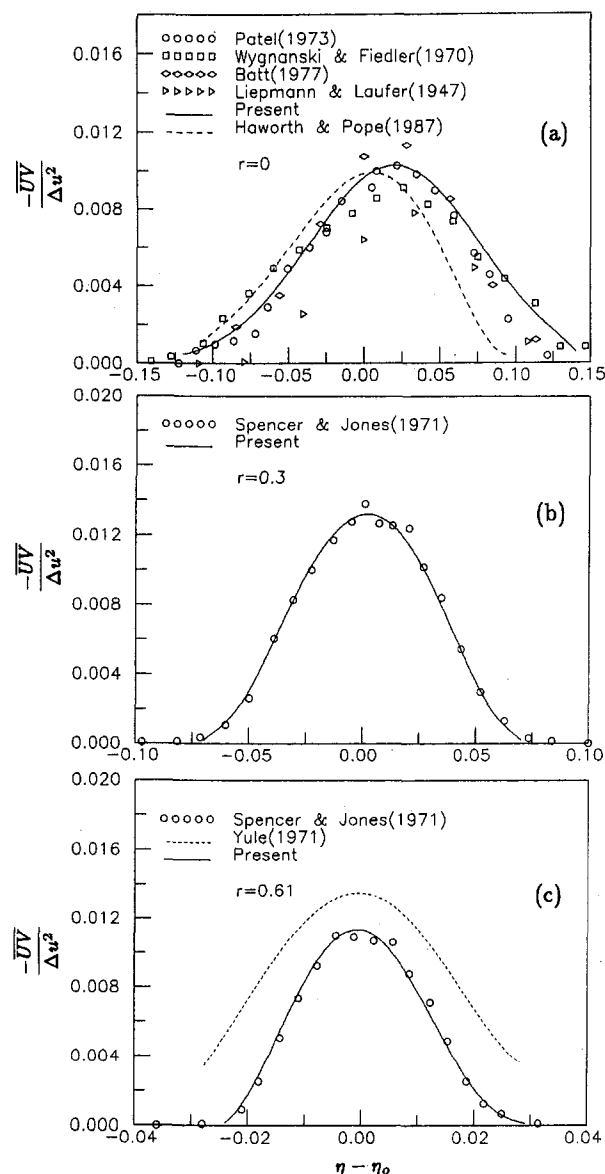 0.016
0.012
0.008
0.004
0.000
-UV
Δu²
○○○○ Patel(1973)
□□□□ Wygnanski & Fiedler(1970)
◇◇◇◇ Batt(1977)
▷▷▷▷ Liepmann & Laufer(1947)
Present
Haworth & Pope(1987)
r=0
(a)
-0.10 -0.05 0.00 0.05 0.10 0.15
0.020
0.016
0.012
0.008
0.004
0.000
-UV
Δu²
○○○○○ Spencer & Jones(1971)
Present
r=0.3
(b)
-0.10 -0.05 0.00 0.05 0.10
0.020
0.016
0.012
0.008
0.004
0.000
-UV
Δu²
○○○○○ Spencer & Jones(1971)
Yule(1971)
Present
r=0.61
(c)
-0.04 -0.02 0.00 0.02 0.04
η − ηo